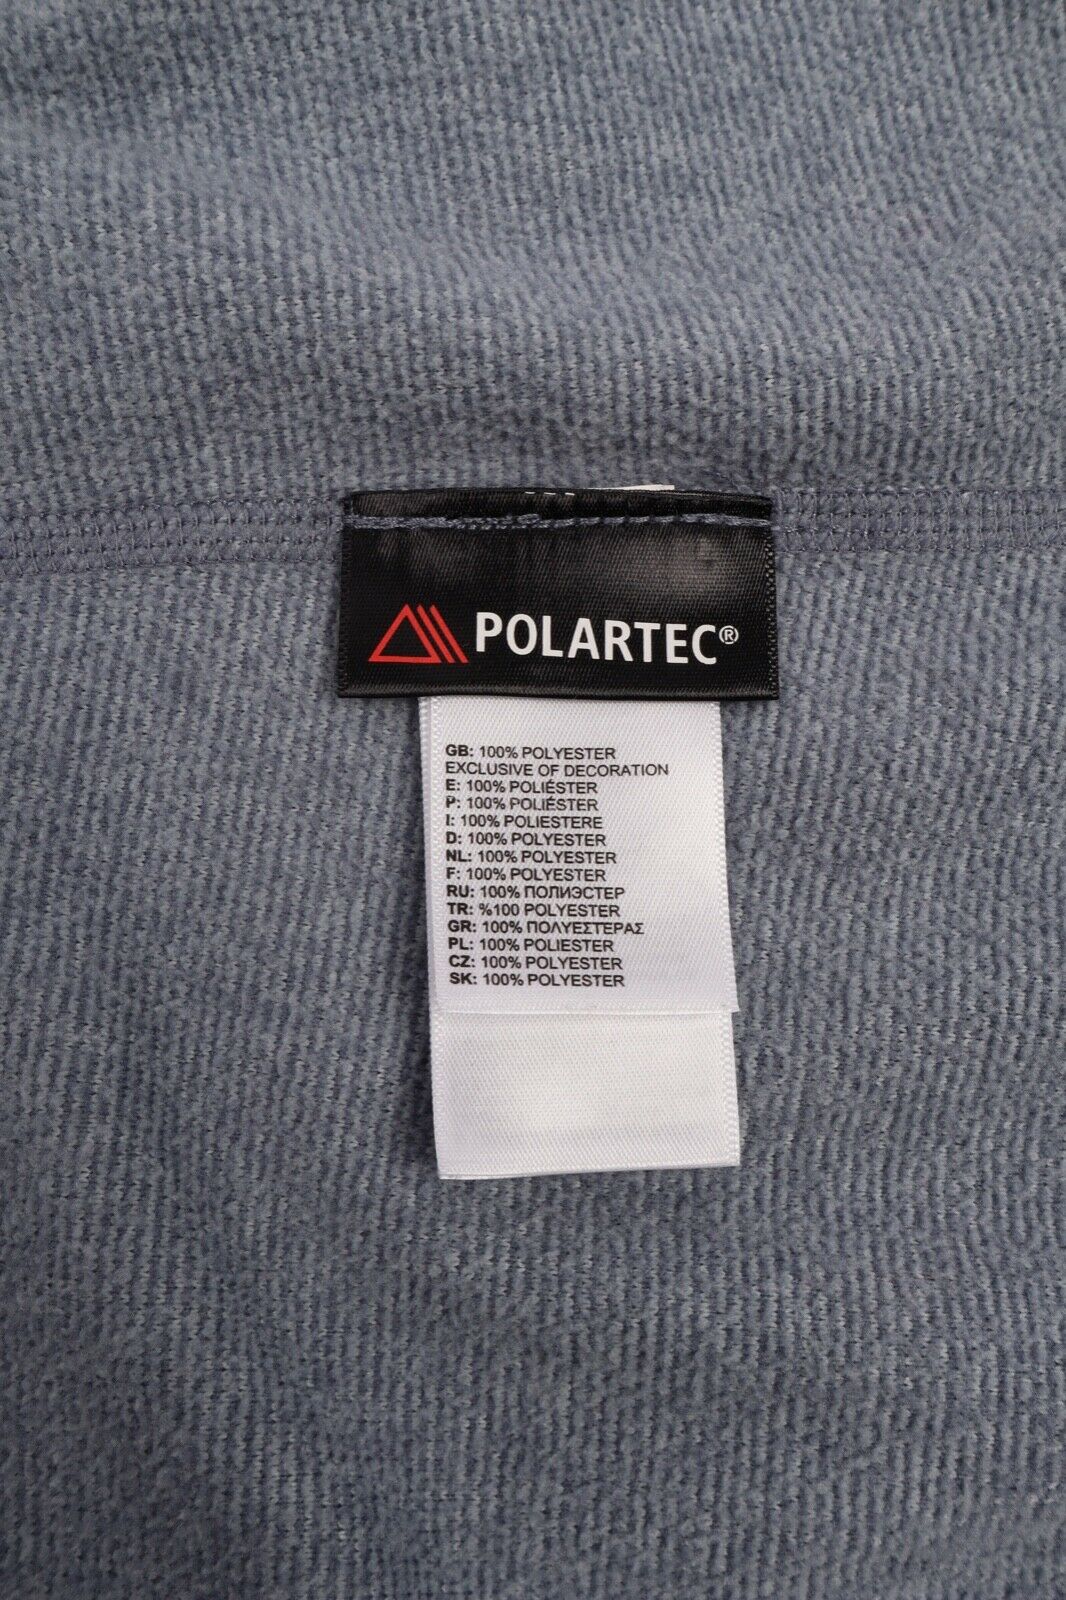 POLARTEC®
GB: 100% POLYESTER
EXCLUSIVE OF DECORATION
E: 100% POLIÉSTER
P: 100% POLIÉSTER
I: 100% POLIESTERE
D: 100% POLYESTER
NL: 100% POLYESTER
F: 100% POLYESTER
RU: 100% ПОЛИЭСТЕР
TR: %100 POLYESTER
GR: 100% ΠΟΛΥΕΣΤΕΡΑΣ
PL: 100% POLIESTER
CZ: 100% POLYESTER
SK: 100% POLYESTER